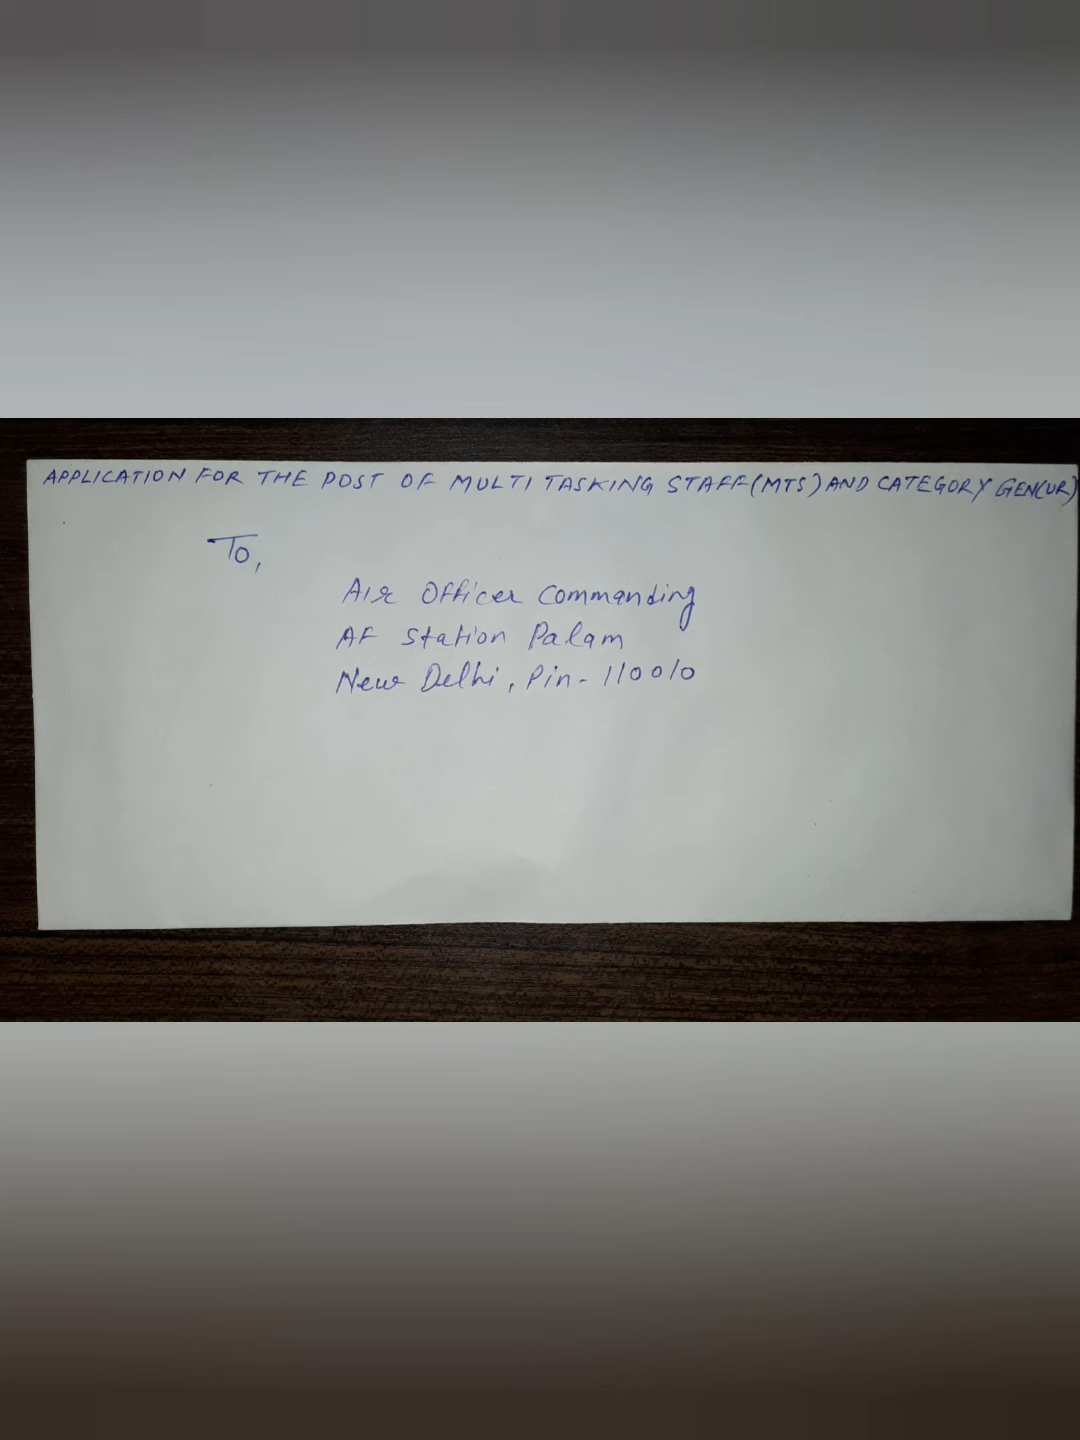 APPLICATION FOR THE POST OF MULTI TASKING STAFF(MTS) AND CATEGORY GEN(UR)
To,
Air Officer Commanding
AF Station Palam
New Delhi, Pin- 110010